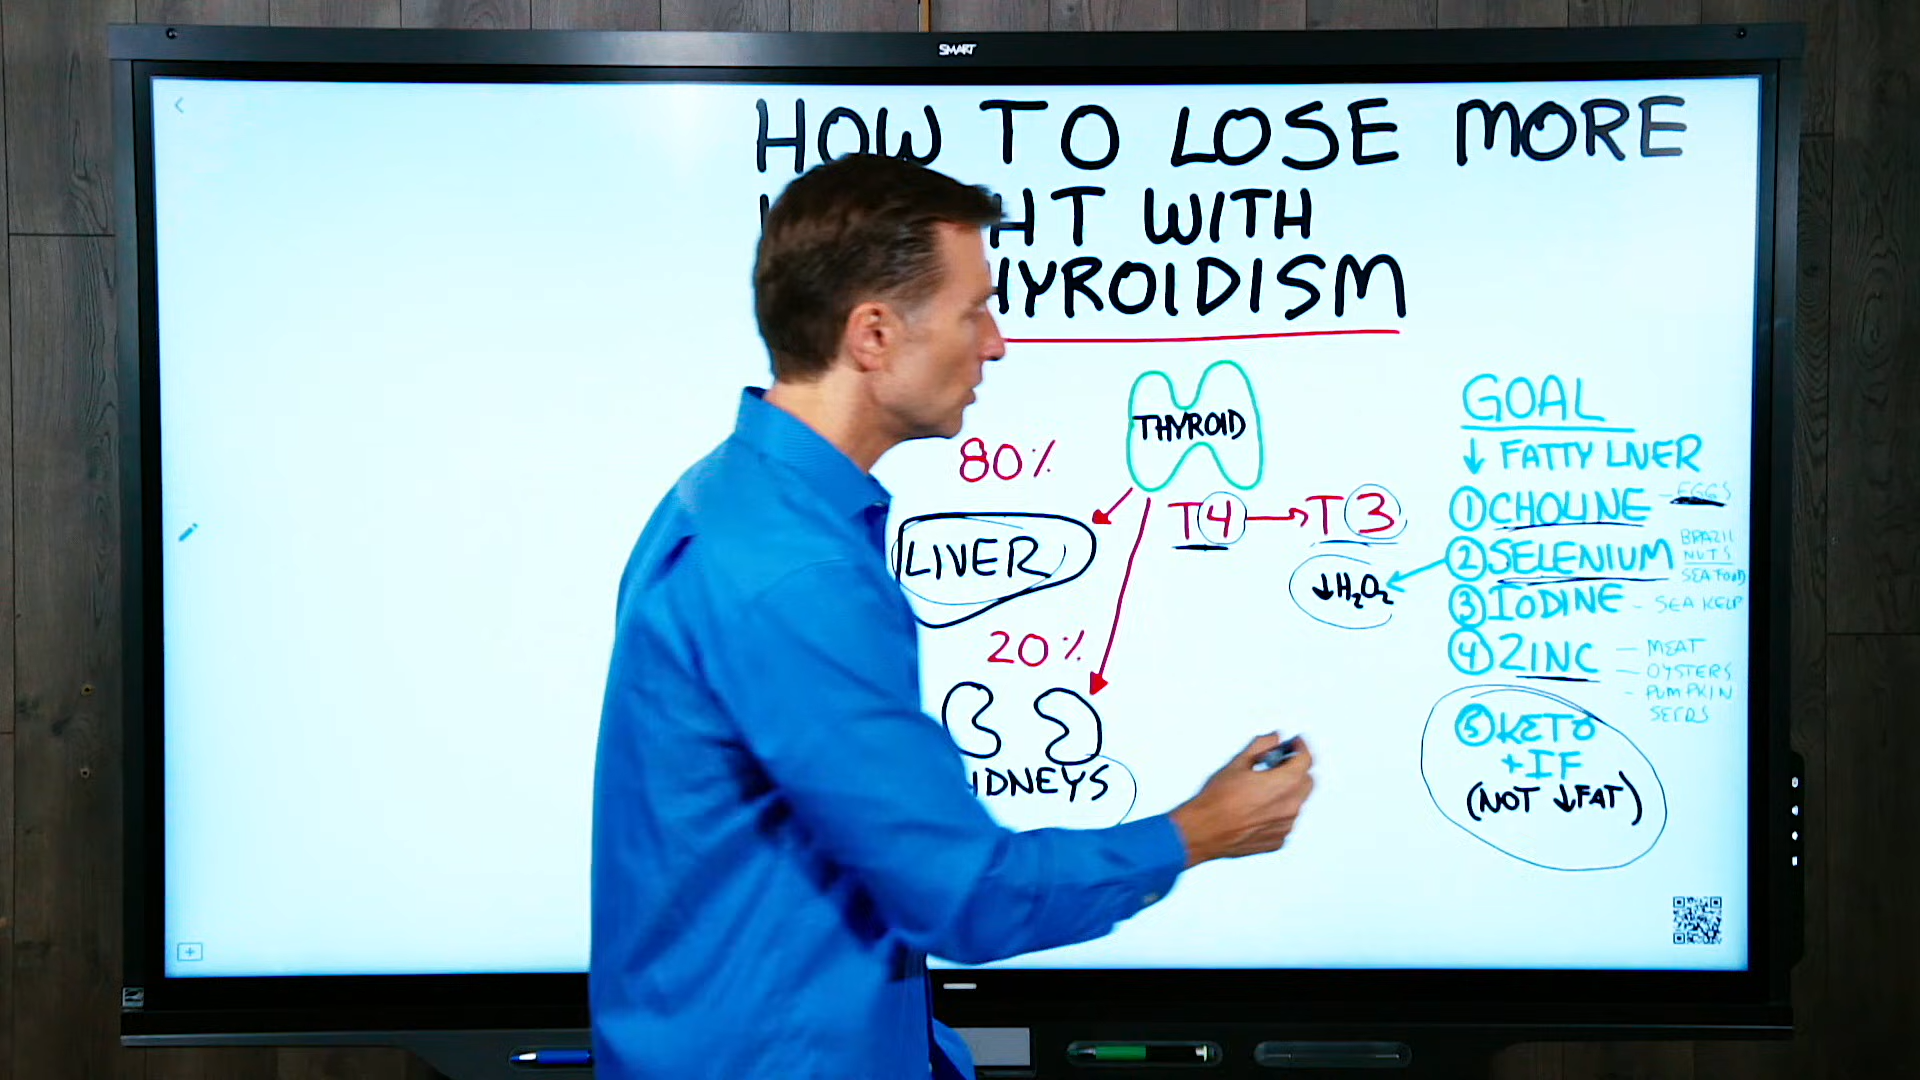 SMART
HOW TO LOSE MORE
HT WITH
HYROIDISM
THYROID
80%
T4 → T3
LIVER
↓H₂O₂
20%
IDNEYS
GOAL
↓ FATTY LIVER
① CHOLINE - EGGS
② SELENIUM BRAZIL
NUTS
SEAFOOD
③ IODINE - SEA KELP
④ ZINC - MEAT
- OYSTERS
- PUMPKIN
SEEDS
⑤ KETO
+IF
(NOT ↓FAT)